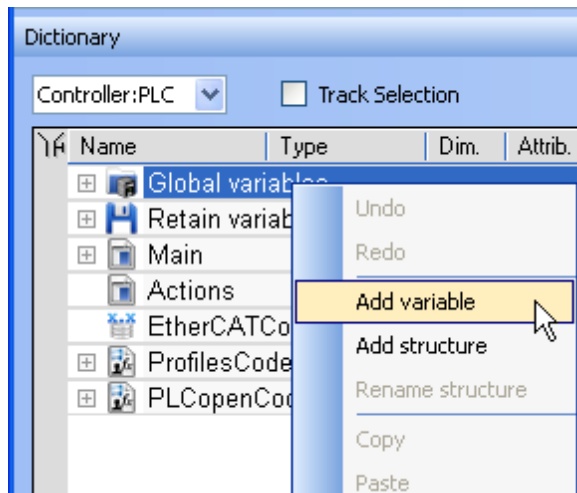 Dictionary
Controller:PLC Track Selection
Name Type Dim. Attrib.
Global variables
Undo
Retain variab
Redo
Main
Actions
Add variable
EtherCATCo
Add structure
ProfilesCode
Rename structure
PLCopenCod
Copy
Paste